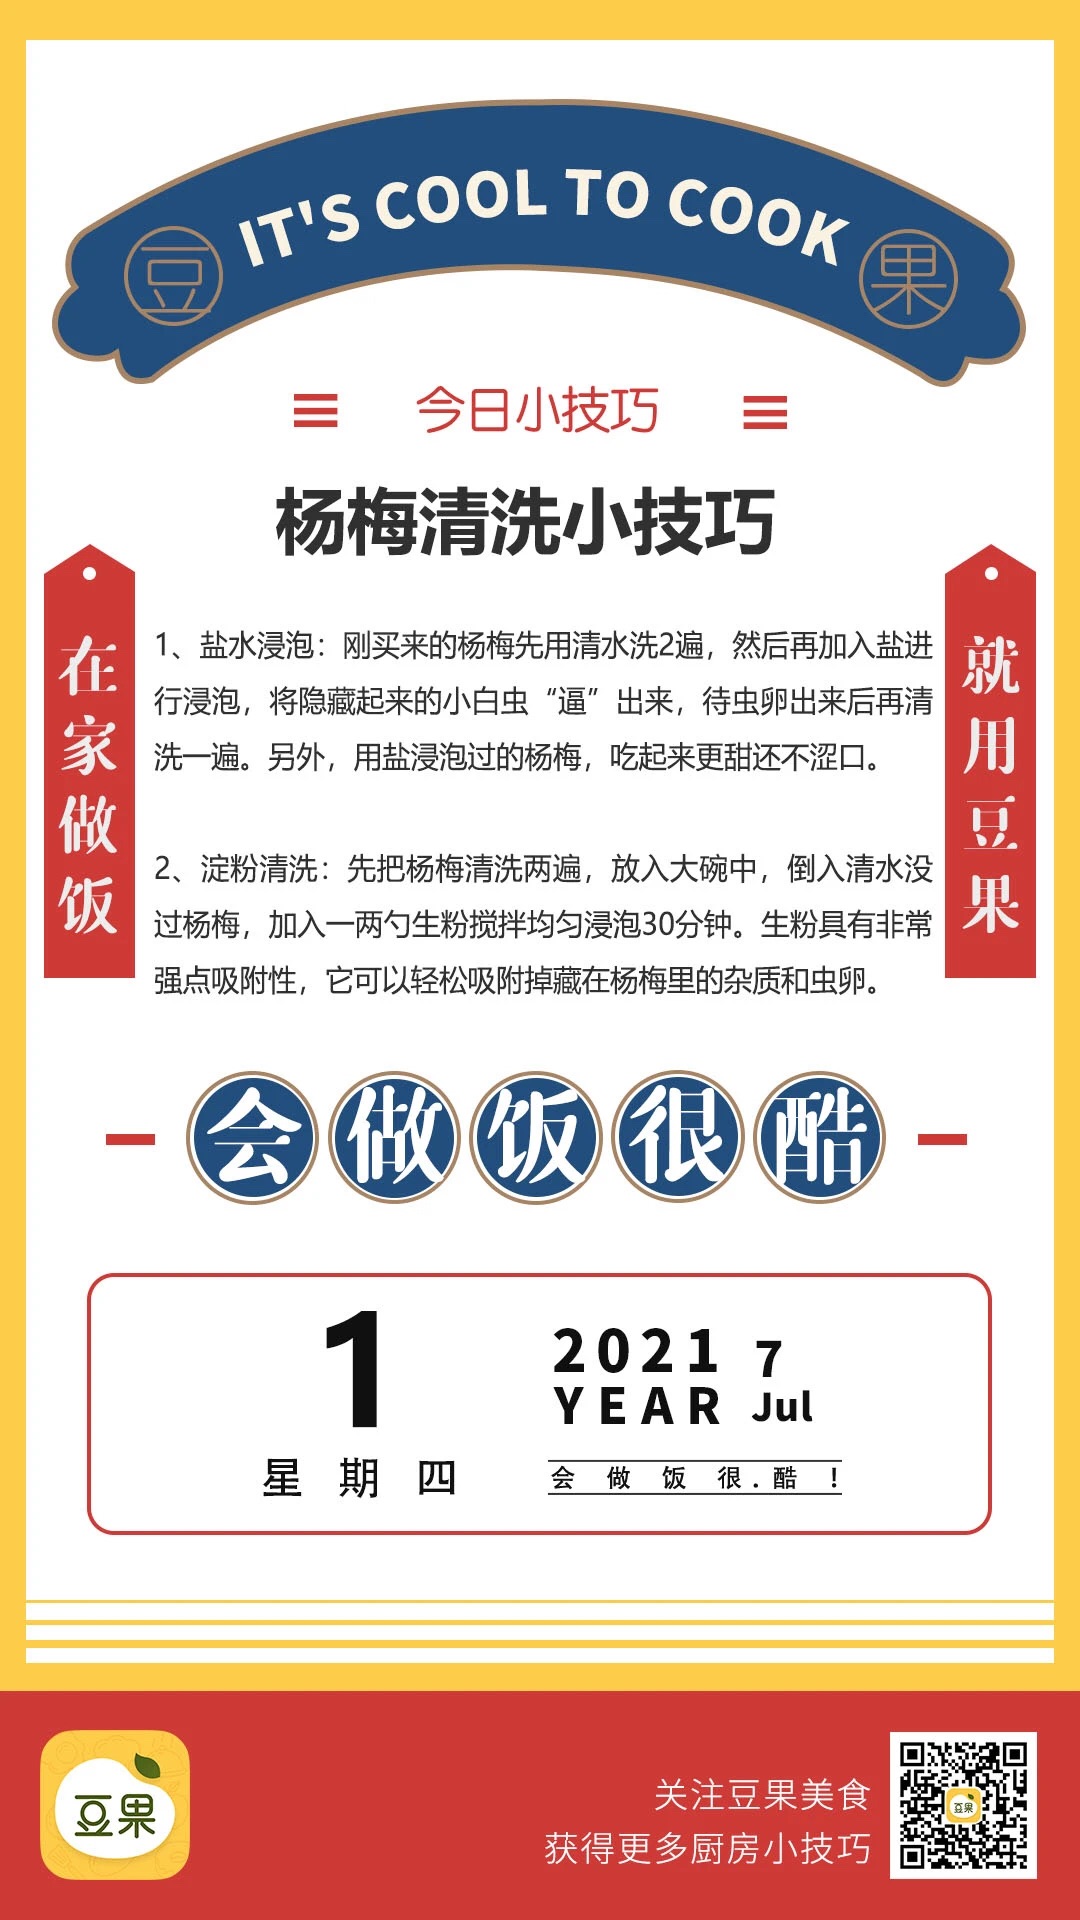 IT'S COOL TO COOK
豆
果
今日小技巧
杨梅清洗小技巧
在家做饭
就用豆果
1、盐水浸泡：刚买来的杨梅先用清水洗2遍，然后再加入盐进
行浸泡，将隐藏起来的小白虫“逼”出来，待虫卵出来后再清
洗一遍。另外，用盐浸泡过的杨梅，吃起来更甜还不涩口。
2、淀粉清洗：先把杨梅清洗两遍，放入大碗中，倒入清水没
过杨梅，加入一两勺生粉搅拌均匀浸泡30分钟。生粉具有非常
强点吸附性，它可以轻松吸附掉藏在杨梅里的杂质和虫卵。
会做饭很酷
1
星期四
2021 7
YEAR Jul
会做饭很.酷!
豆果
关注豆果美食
获得更多厨房小技巧
豆果